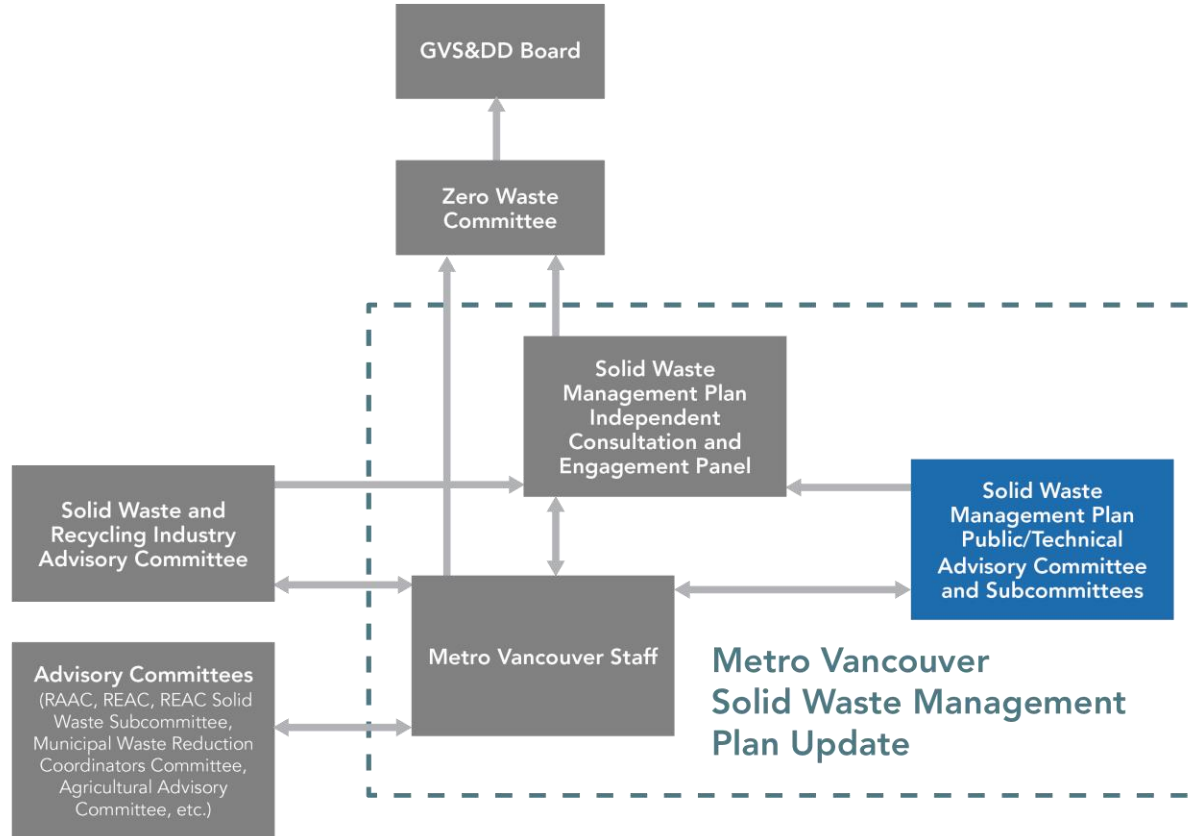 GVS&DD Board
Zero Waste
Committee
Solid Waste
Management Plan
Independent
Consultation and
Engagement Panel
Solid Waste and
Recycling Industry
Advisory Committee
Solid Waste
Management Plan
Public/Technical
Advisory Committee
and Subcommittees
Metro Vancouver Staff
Advisory Committees
(RAAC, REAC, REAC Solid
Waste Subcommittee,
Municipal Waste Reduction
Coordinators Committee,
Agricultural Advisory
Committee, etc.)
Metro Vancouver
Solid Waste Management
Plan Update